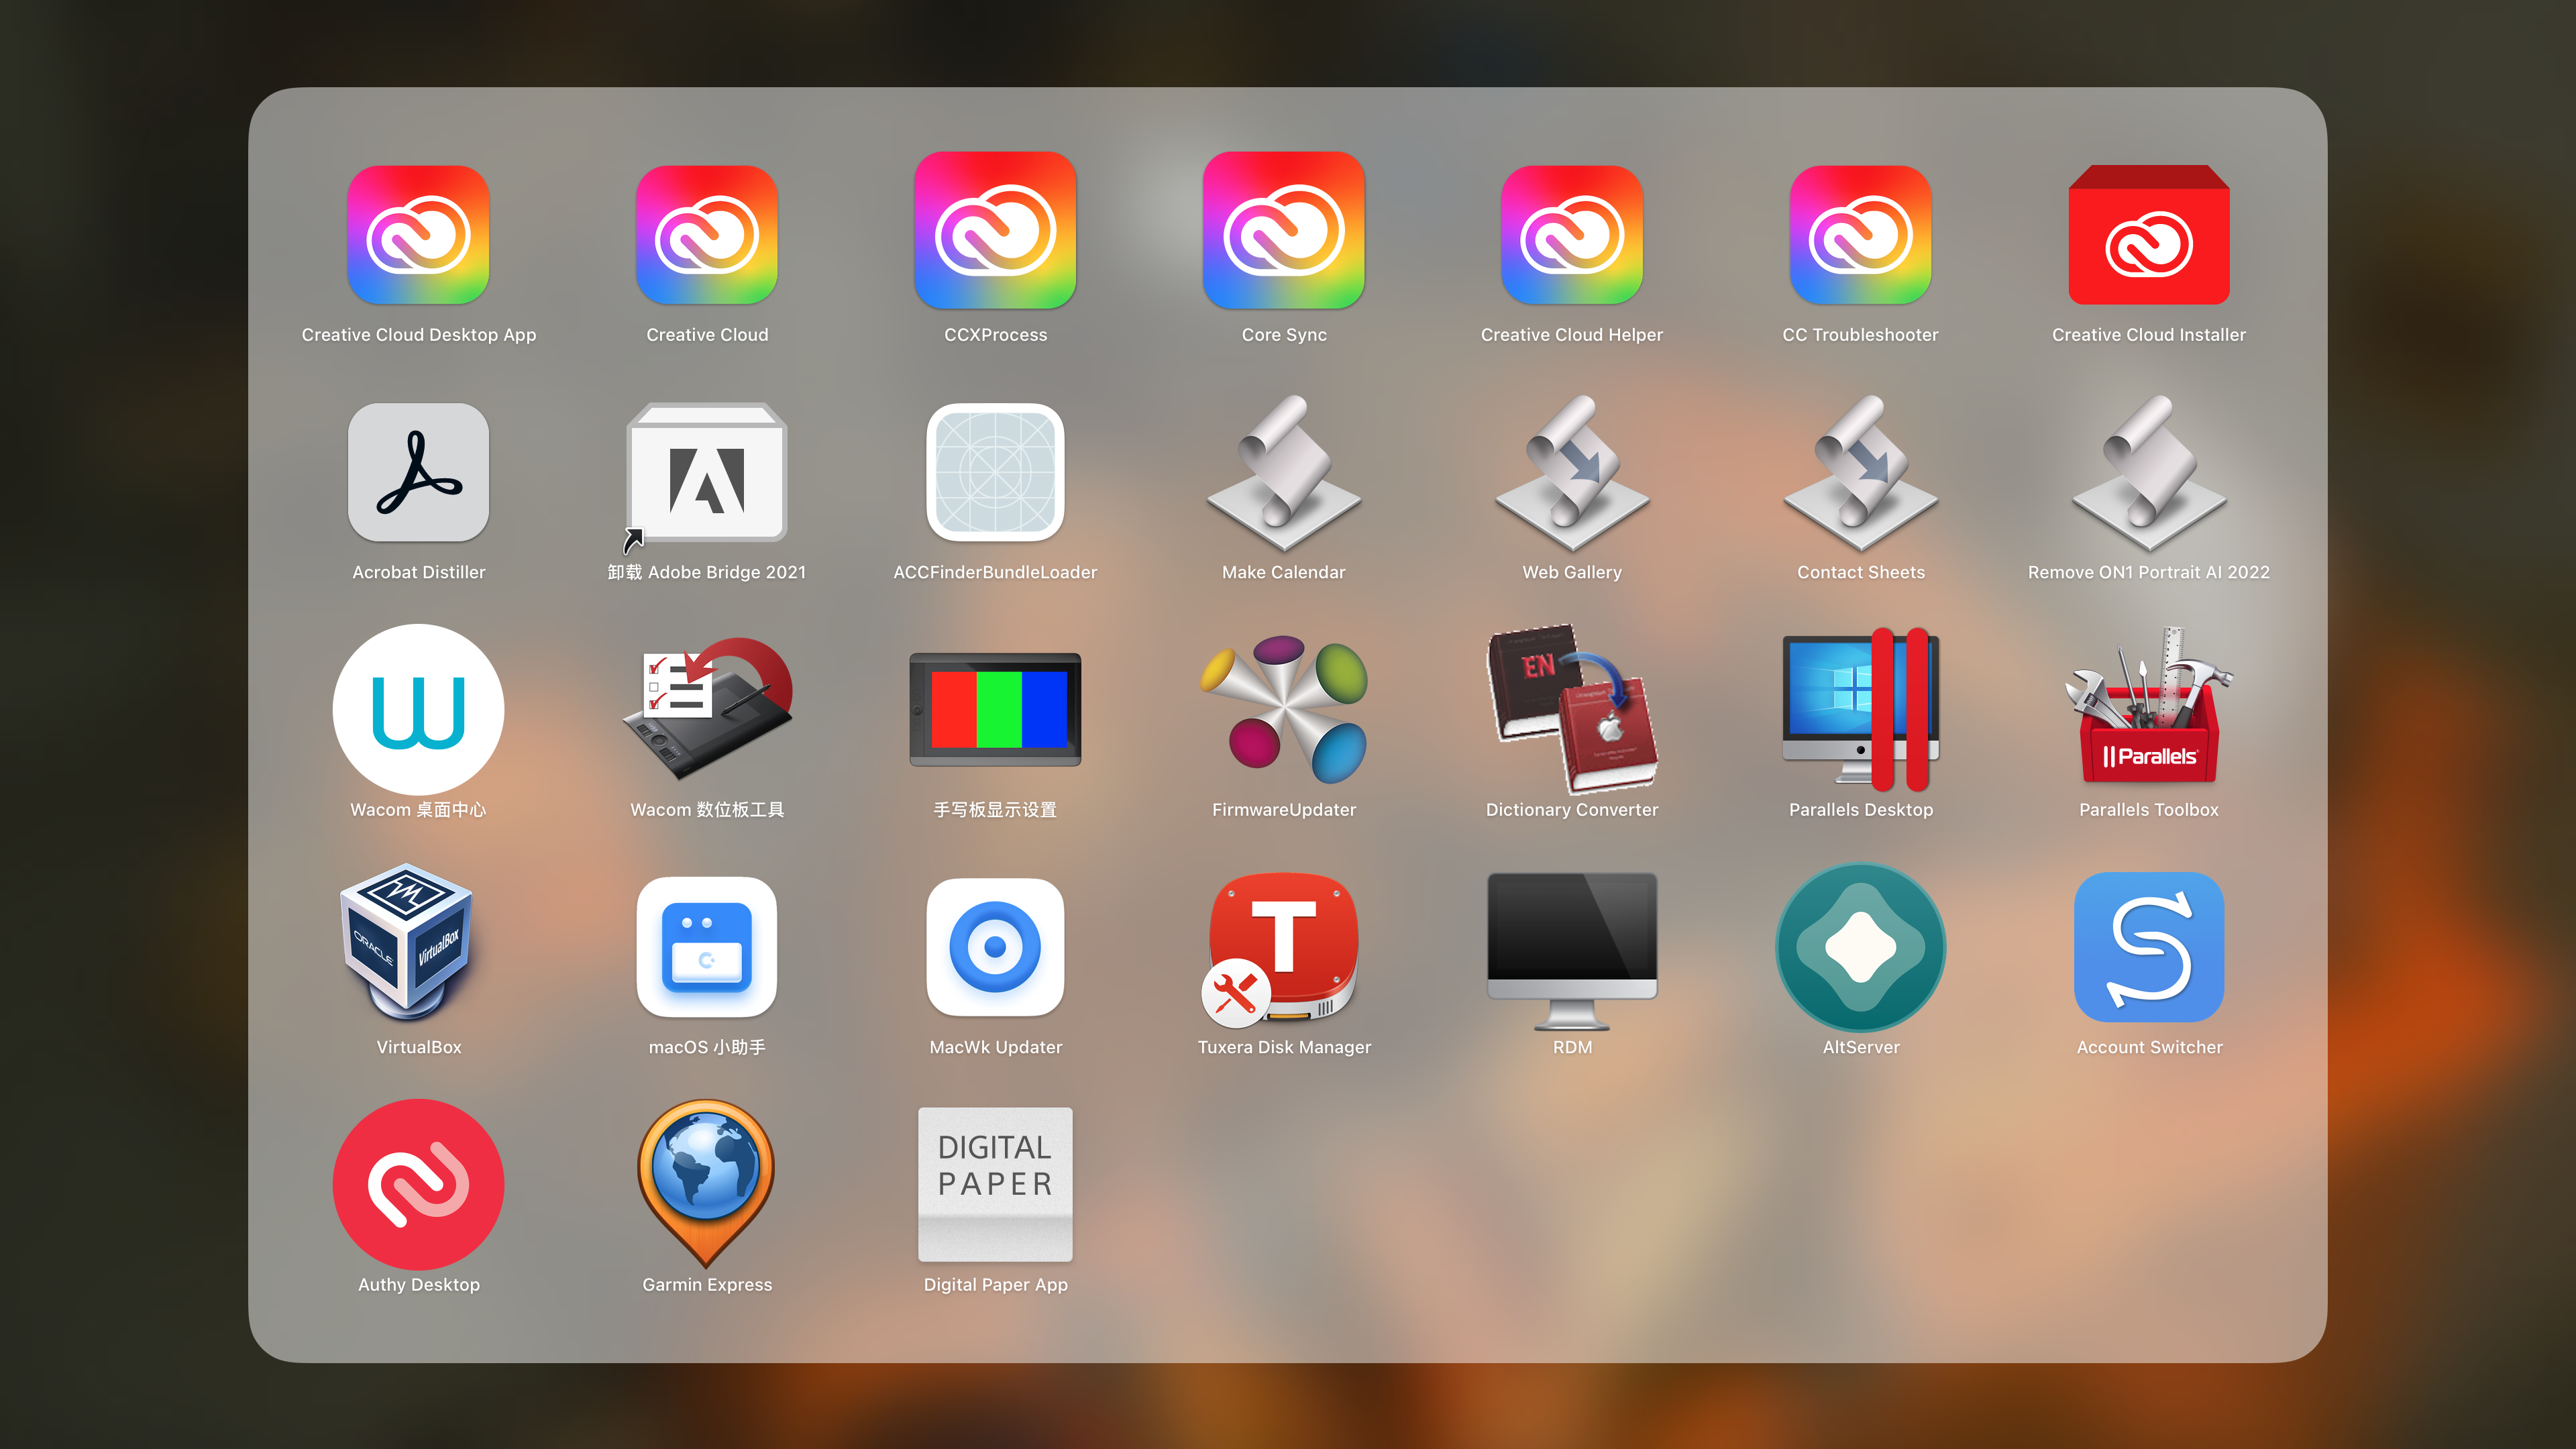 Creative Cloud Desktop App
Creative Cloud
CCXProcess
Core Sync
Creative Cloud Helper
CC Troubleshooter
Creative Cloud Installer
Acrobat Distiller
卸载 Adobe Bridge 2021
ACCFinderBundleLoader
Make Calendar
Web Gallery
Contact Sheets
Remove ON1 Portrait AI 2022
EN
Parallels
Wacom 桌面中心
Wacom 数位板工具
手写板显示设置
FirmwareUpdater
Dictionary Converter
Parallels Desktop
Parallels Toolbox
ORACLE
VirtualBox
T
VirtualBox
macOS 小助手
MacWk Updater
Tuxera Disk Manager
RDM
AltServer
Account Switcher
DIGITAL
PAPER
Authy Desktop
Garmin Express
Digital Paper App